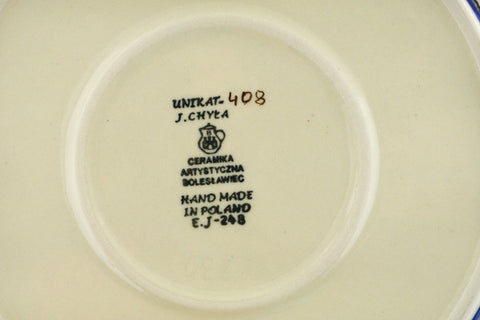 UNIKAT-408
J. CHYŁA
CERAMIKA
ARTYSTYCZNA
BOLESŁAWIEC
HAND MADE
IN POLAND
E.J-248